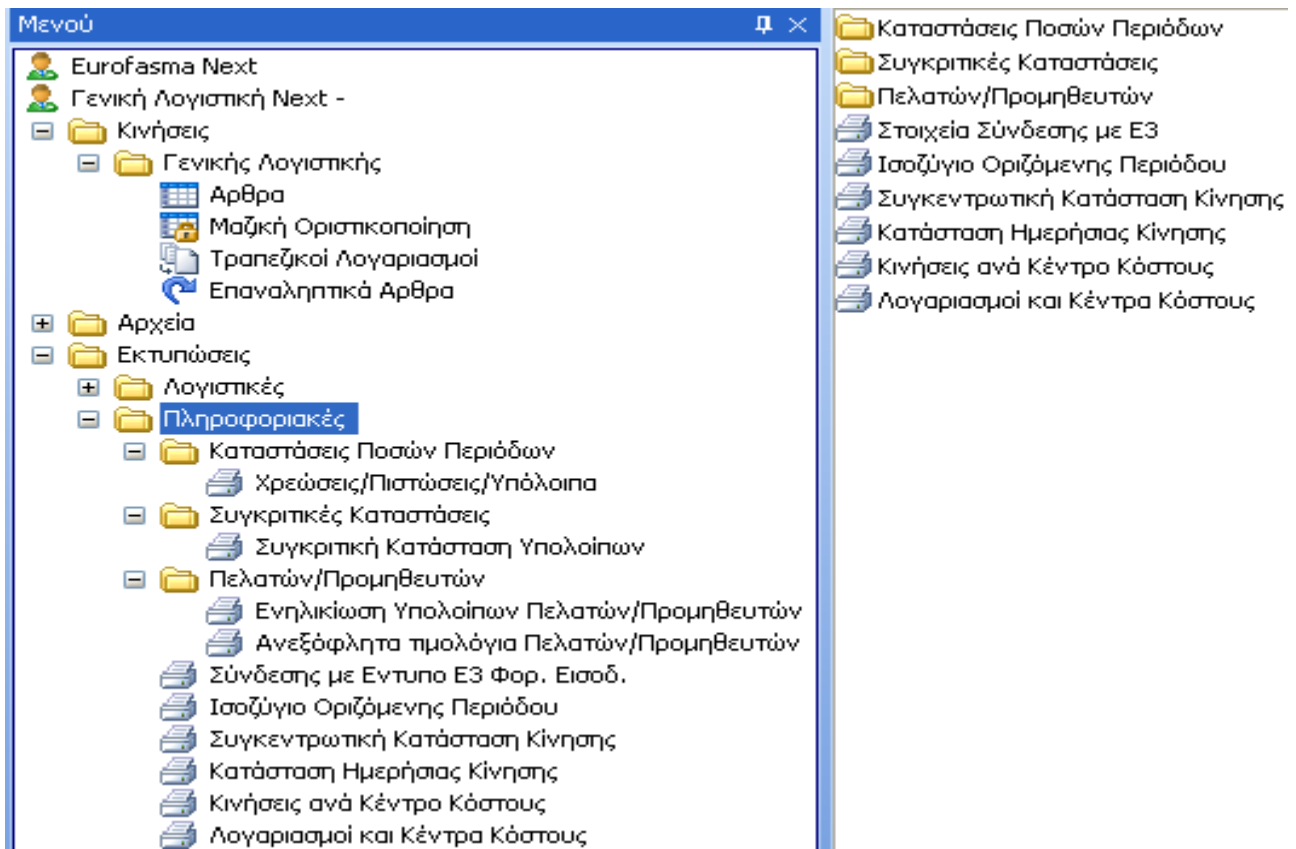 Μενού
Eurofasma Next
Γενική Λογιστική Next -
Κινήσεις
Γενικής Λογιστικής
Αρθρα
Μαζική Οριστικοποίηση
Τραπεζικοί Λογαριασμοί
Επαναληπτικά Αρθρα
Αρχεία
Εκτυπώσεις
Λογιστικές
Πληροφοριακές
Καταστάσεις Ποσών Περιόδων
Χρεώσεις/Πιστώσεις/Υπόλοιπα
Συγκριτικές Καταστάσεις
Συγκριτική Κατάσταση Υπολοίπων
Πελατών/Προμηθευτών
Ενηλικίωση Υπολοίπων Πελατών/Προμηθευτών
Ανεξόφλητα τιμολόγια Πελατών/Προμηθευτών
Σύνδεσης με Εντυπο Ε3 Φορ. Εισοδ.
Ισοζύγιο Οριζόμενης Περιόδου
Συγκεντρωτική Κατάσταση Κίνησης
Κατάσταση Ημερήσιας Κίνησης
Κινήσεις ανά Κέντρο Κόστους
Λογαριασμοί και Κέντρα Κόστους
Καταστάσεις Ποσών Περιόδων
Συγκριτικές Καταστάσεις
Πελατών/Προμηθευτών
Στοιχεία Σύνδεσης με Ε3
Ισοζύγιο Οριζόμενης Περιόδου
Συγκεντρωτική Κατάσταση Κίνησης
Κατάσταση Ημερήσιας Κίνησης
Κινήσεις ανά Κέντρο Κόστους
Λογαριασμοί και Κέντρα Κόστους